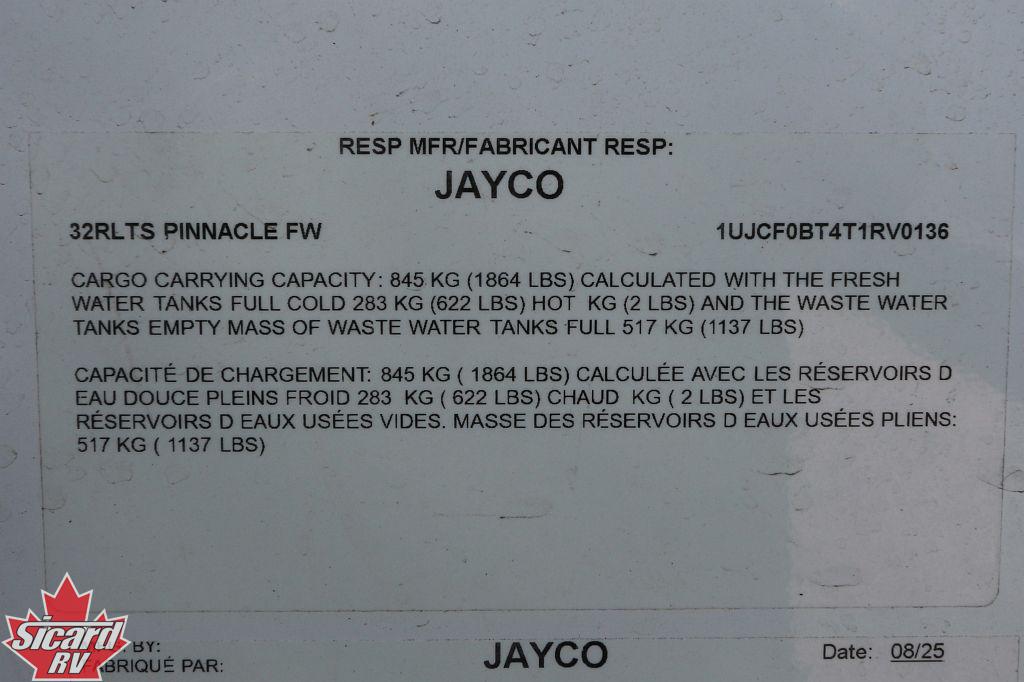 RESP MFR/FABRICANT RESP:
JAYCO
32RLTS PINNACLE FW 1UJCF0BT4T1RV0136
CARGO CARRYING CAPACITY: 845 KG (1864 LBS) CALCULATED WITH THE FRESH
WATER TANKS FULL COLD 283 KG (622 LBS) HOT KG (2 LBS) AND THE WASTE WATER
TANKS EMPTY MASS OF WASTE WATER TANKS FULL 517 KG (1137 LBS)
CAPACITÉ DE CHARGEMENT: 845 KG ( 1864 LBS) CALCULÉE AVEC LES RÉSERVOIRS D
EAU DOUCE PLEINS FROID 283 KG ( 622 LBS) CHAUD KG ( 2 LBS) ET LES
RÉSERVOIRS D EAUX USÉES VIDES. MASSE DES RÉSERVOIRS D EAUX USÉES PLIENS:
517 KG ( 1137 LBS)
BY:
FABRIQUÉ PAR: JAYCO Date: 08/25
Sicard
RV